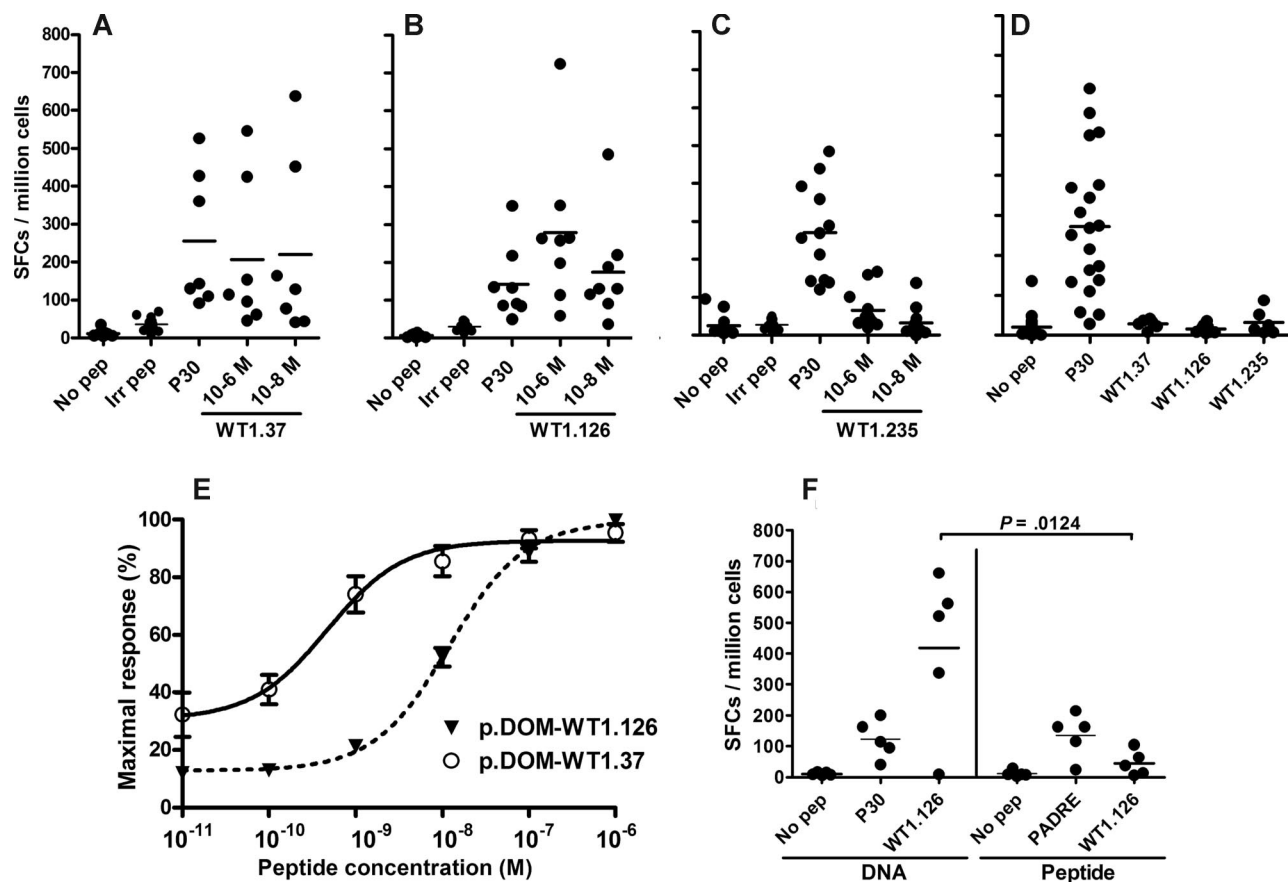 A
B
C
D
800
700
600
500
400
300
200
100
0
SFCs / million cells
No pep
Irr pep
P30
10-6 M
10-8 M
WT1.37
No pep
Irr pep
P30
10-6 M
10-8 M
WT1.126
No pep
Irr pep
P30
10-6 M
10-8 M
WT1.235
No pep
P30
WT1.37
WT1.126
WT1.235
E
100
80
60
40
20
0
Maximal response (%)
p.DOM-WT1.126
p.DOM-WT1.37
10-11
10-10
10-9
10-8
10-7
10-6
Peptide concentration (M)
F
P = .0124
800
700
600
500
400
300
200
100
0
SFCs / million cells
No pep
P30
WT1.126
No pep
PADRE
WT1.126
DNA
Peptide